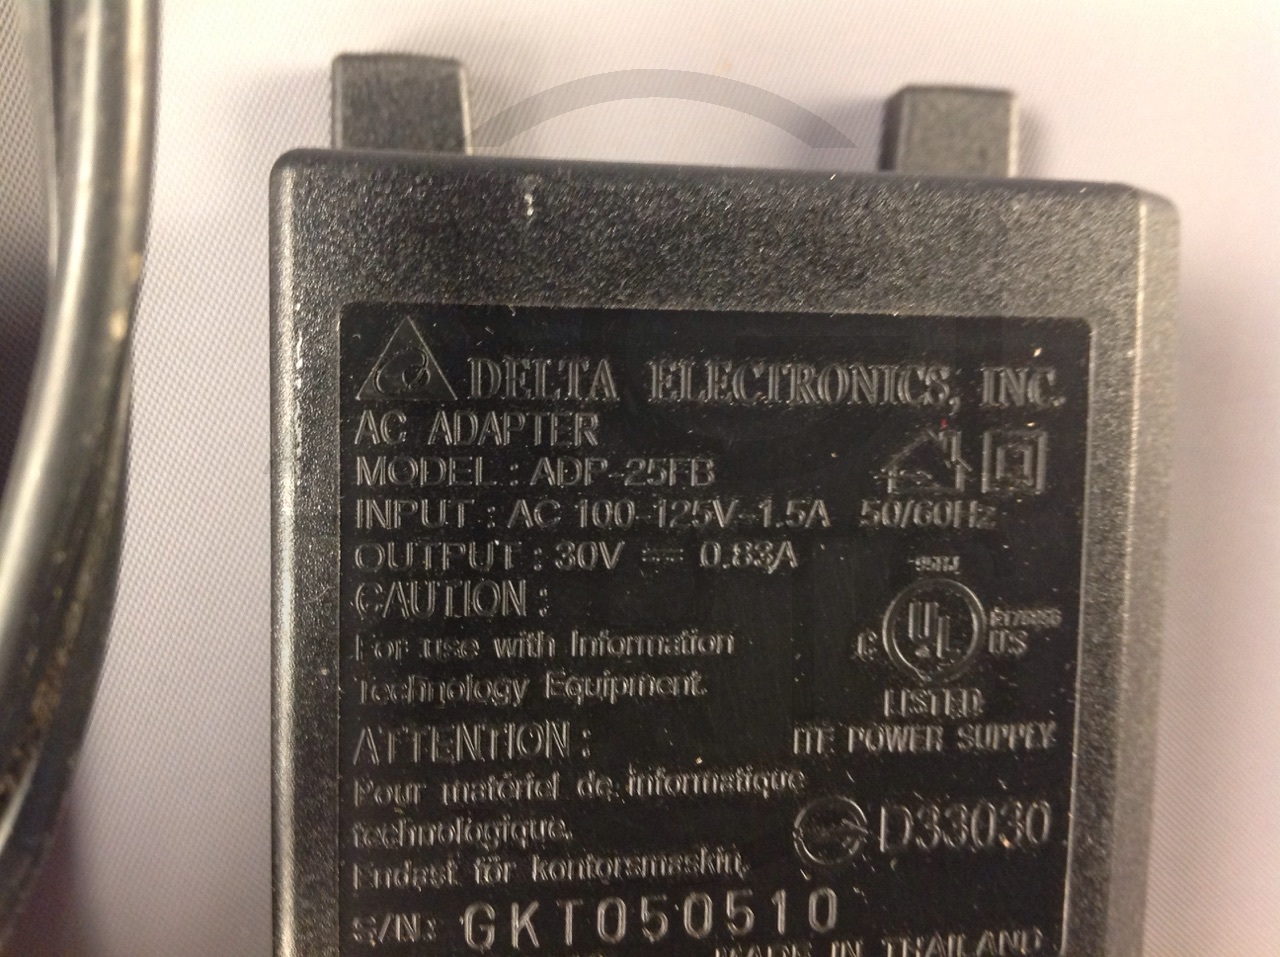 DELTA ELECTRONICS, INC.
AC ADAPTER
MODEL : ADP-25FB
INPUT : AC 100-125V~1.5A 50/60Hz
OUTPUT : 30V ⎓ 0.83A
CAUTION :
For use with Information
Technology Equipment.
UL
C US
LISTED
ITE POWER SUPPLY
ATTENTION :
Pour matériel de informatique
technologique.
Endast för kontorsmaskin.
D33030
S/N: GKT050510
MADE IN THAILAND